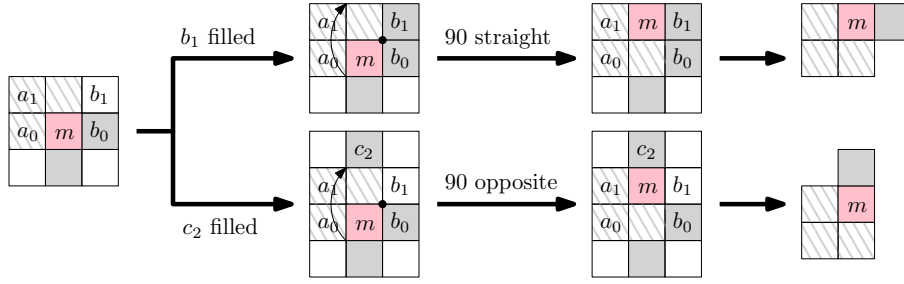 a₁ b₁
a₀ m b₀
b₁ filled
a₁ b₁
a₀ m b₀
90 straight
a₁ m b₁
a₀ b₀
m
c₂ filled
c₂
a₁ b₁
a₀ m b₀
90 opposite
c₂
a₁ m b₁
a₀ b₀
m